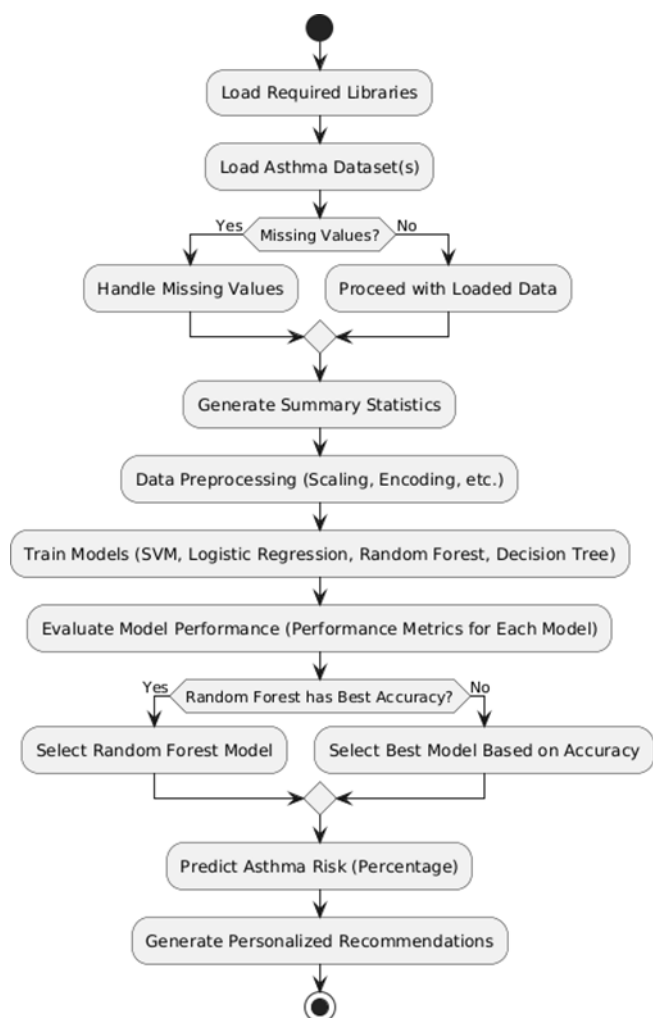 Load Required Libraries
Load Asthma Dataset(s)
Yes
Missing Values?
No
Handle Missing Values
Proceed with Loaded Data
Generate Summary Statistics
Data Preprocessing (Scaling, Encoding, etc.)
Train Models (SVM, Logistic Regression, Random Forest, Decision Tree)
Evaluate Model Performance (Performance Metrics for Each Model)
Yes
Random Forest has Best Accuracy?
No
Select Random Forest Model
Select Best Model Based on Accuracy
Predict Asthma Risk (Percentage)
Generate Personalized Recommendations